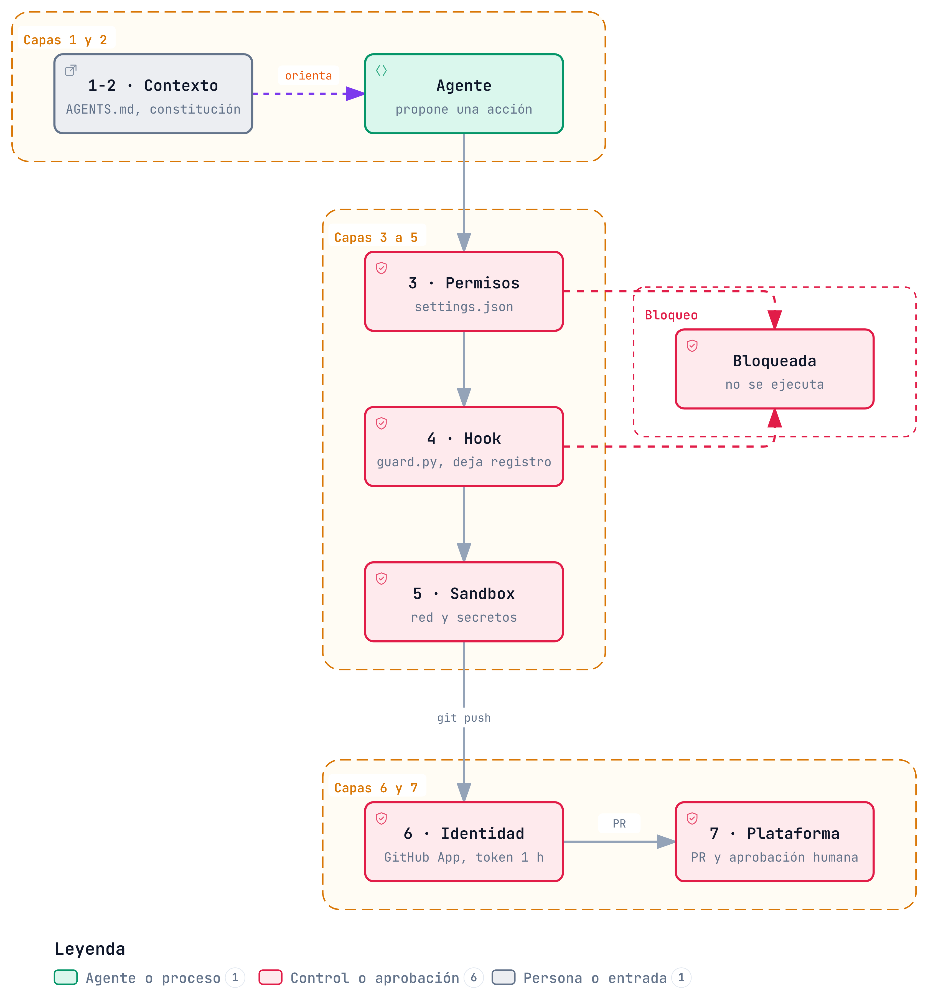 Capas 1 y 2
1-2 · Contexto
AGENTS.md, constitución
orienta
Agente
propone una acción
Capas 3 a 5
3 · Permisos
settings.json
Bloqueo
Bloqueada
no se ejecuta
4 · Hook
guard.py, deja registro
5 · Sandbox
red y secretos
git push
Capas 6 y 7
6 · Identidad
GitHub App, token 1 h
PR
7 · Plataforma
PR y aprobación humana
Leyenda
Agente o proceso 1
Control o aprobación 6
Persona o entrada 1